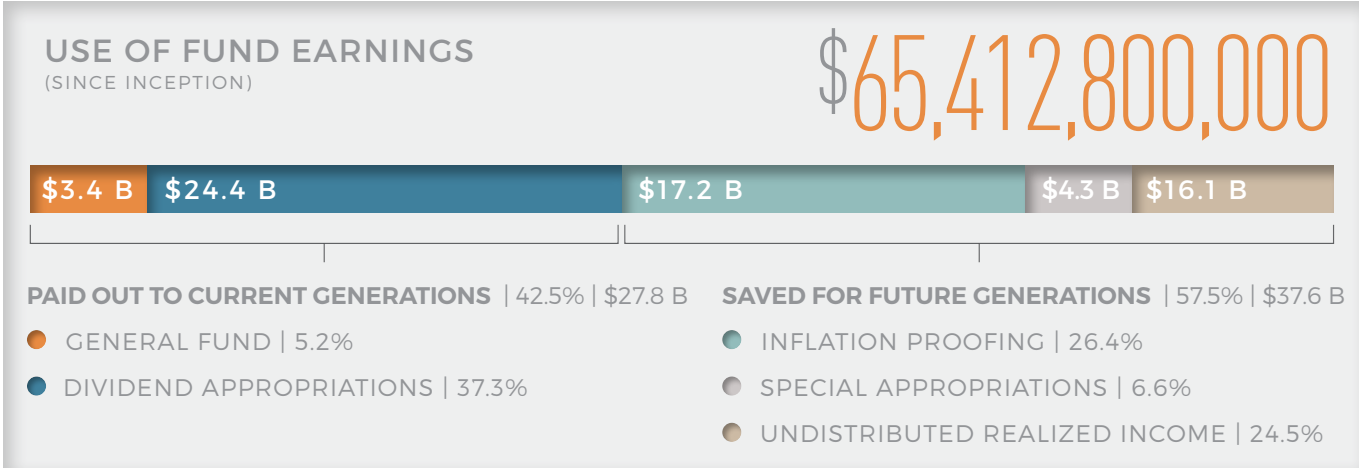 USE OF FUND EARNINGS
(SINCE INCEPTION)
$65,412,800,000
$3.4 B $24.4 B $17.2 B $4.3 B $16.1 B
PAID OUT TO CURRENT GENERATIONS | 42.5% | $27.8 B
GENERAL FUND | 5.2%
DIVIDEND APPROPRIATIONS | 37.3%
SAVED FOR FUTURE GENERATIONS | 57.5% | $37.6 B
INFLATION PROOFING | 26.4%
SPECIAL APPROPRIATIONS | 6.6%
UNDISTRIBUTED REALIZED INCOME | 24.5%